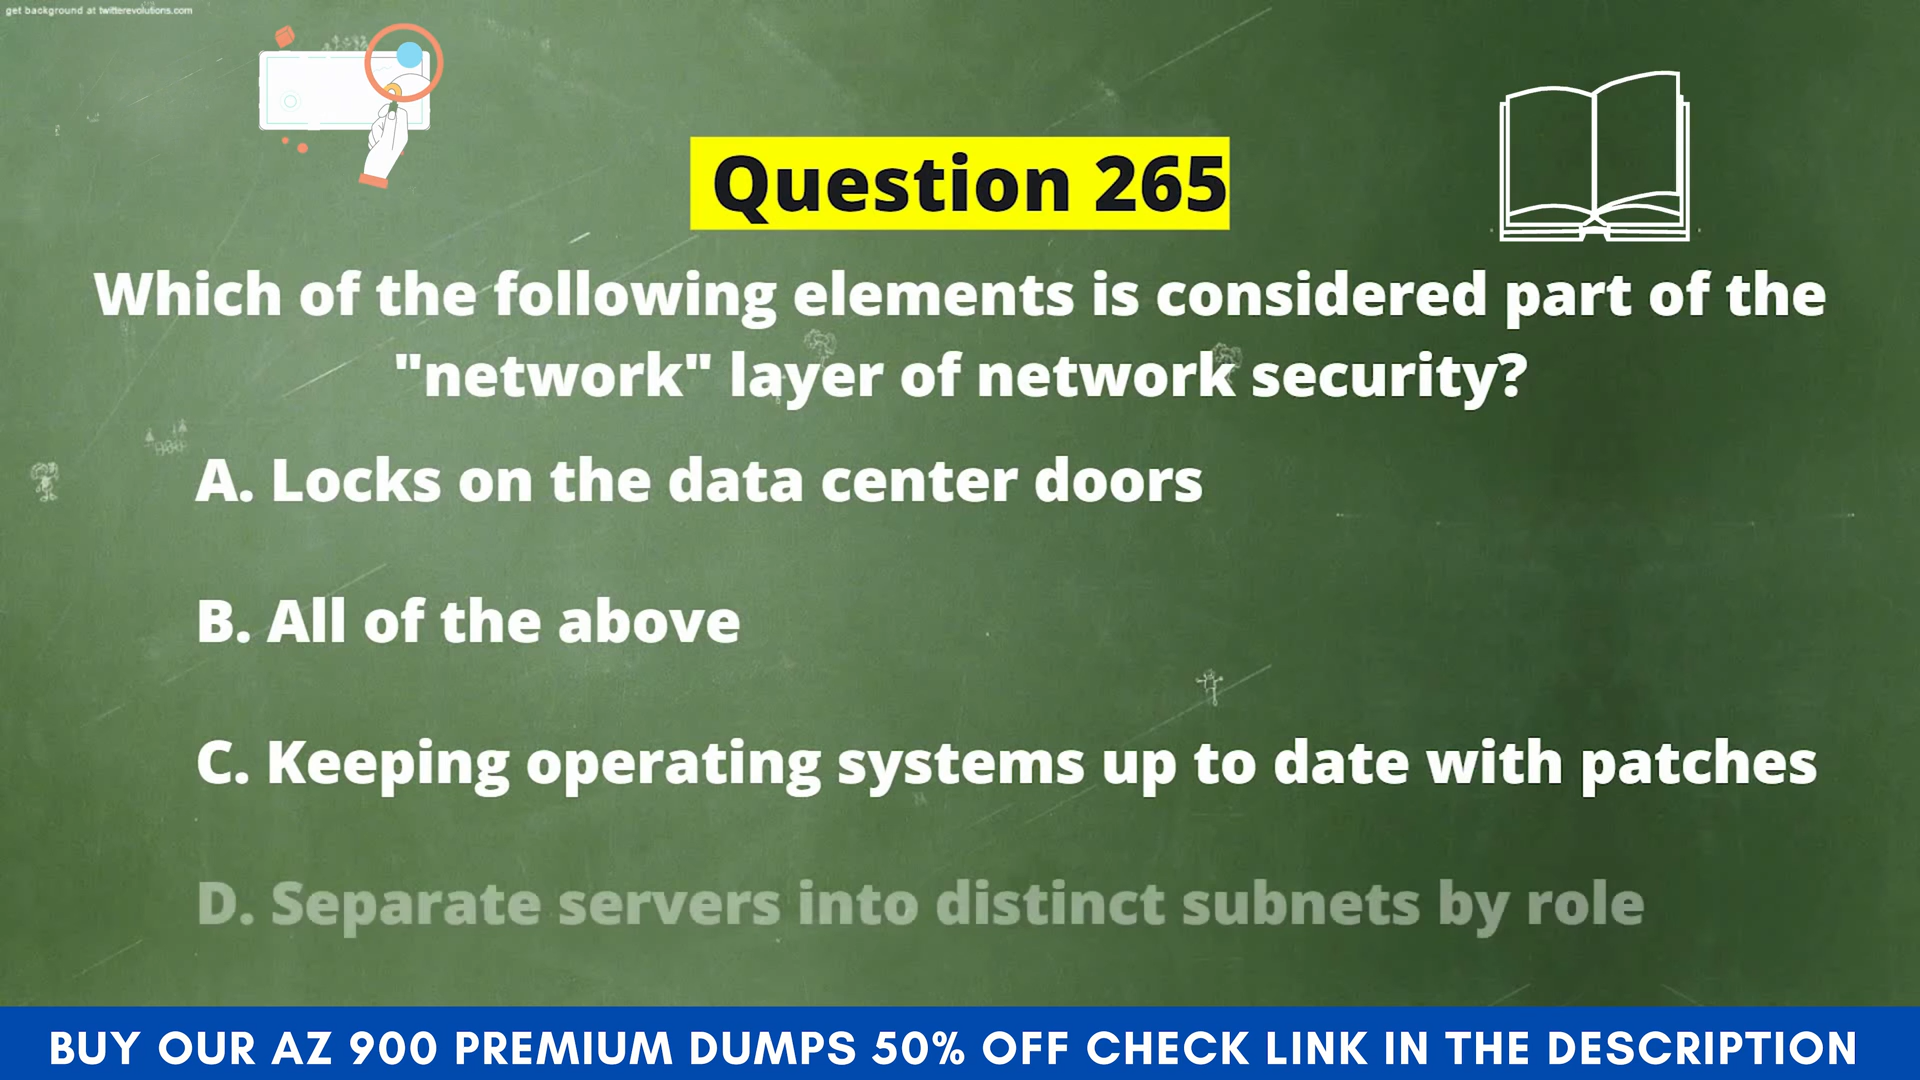 get background at twitterevolutions.com
Question 265
Which of the following elements is considered part of the
"network" layer of network security?
A. Locks on the data center doors
B. All of the above
C. Keeping operating systems up to date with patches
D. Separate servers into distinct subnets by role
BUY OUR AZ 900 PREMIUM DUMPS 50% OFF CHECK LINK IN THE DESCRIPTION